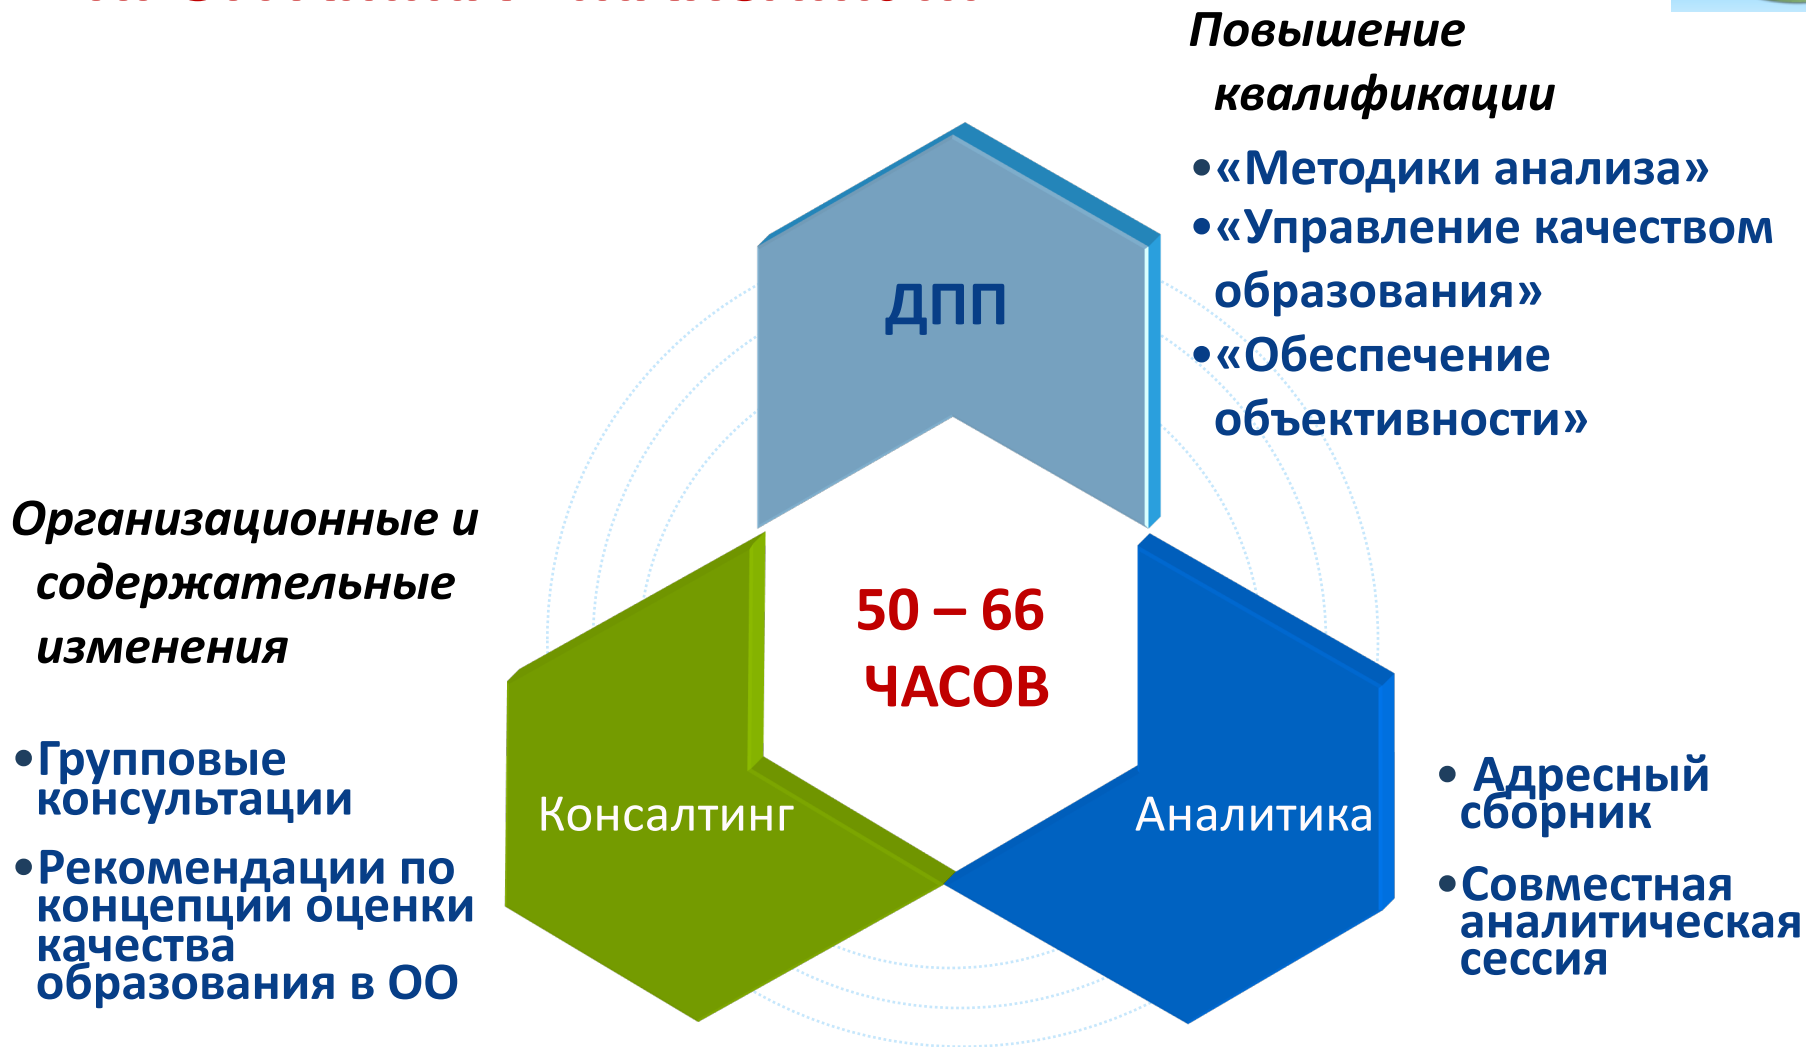 Повышение
квалификации
•«Методики анализа»
•«Управление качеством
образования»
•«Обеспечение
объективности»
ДПП
Организационные и
содержательные
изменения
50 – 66
ЧАСОВ
•Групповые
консультации
•Рекомендации по
концепции оценки
качества
образования в ОО
Консалтинг
Аналитика
• Адресный
сборник
•Совместная
аналитическая
сессия